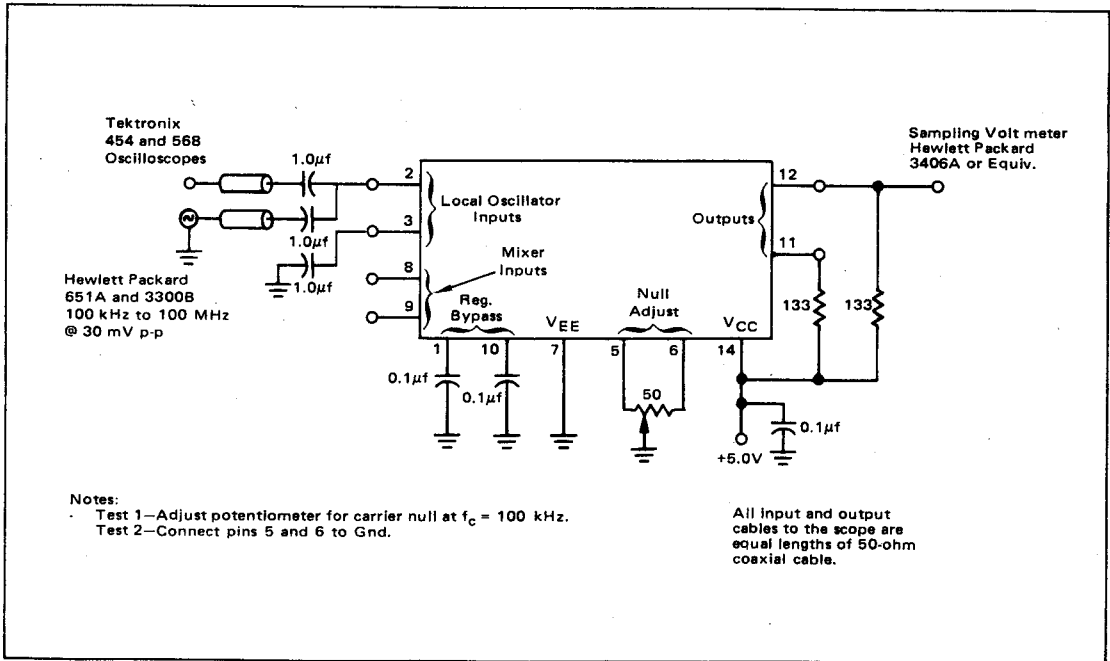 Tektronix
454 and 568
Oscilloscopes
1.0µf
1.0µf
1.0µf
Hewlett Packard
651A and 3300B
100 kHz to 100 MHz
@ 30 mV p-p
2
3
8
9
Local Oscillator
Inputs
Mixer
Inputs
Reg.
Bypass
VEE
Null
Adjust
VCC
Outputs
12
11
1
10
7
5
6
14
0.1µf
0.1µf
50
133
133
+5.0V
0.1µf
Sampling Volt meter
Hewlett Packard
3406A or Equiv.
Notes:
Test 1—Adjust potentiometer for carrier null at fc = 100 kHz.
Test 2—Connect pins 5 and 6 to Gnd.
All input and output
cables to the scope are
equal lengths of 50-ohm
coaxial cable.